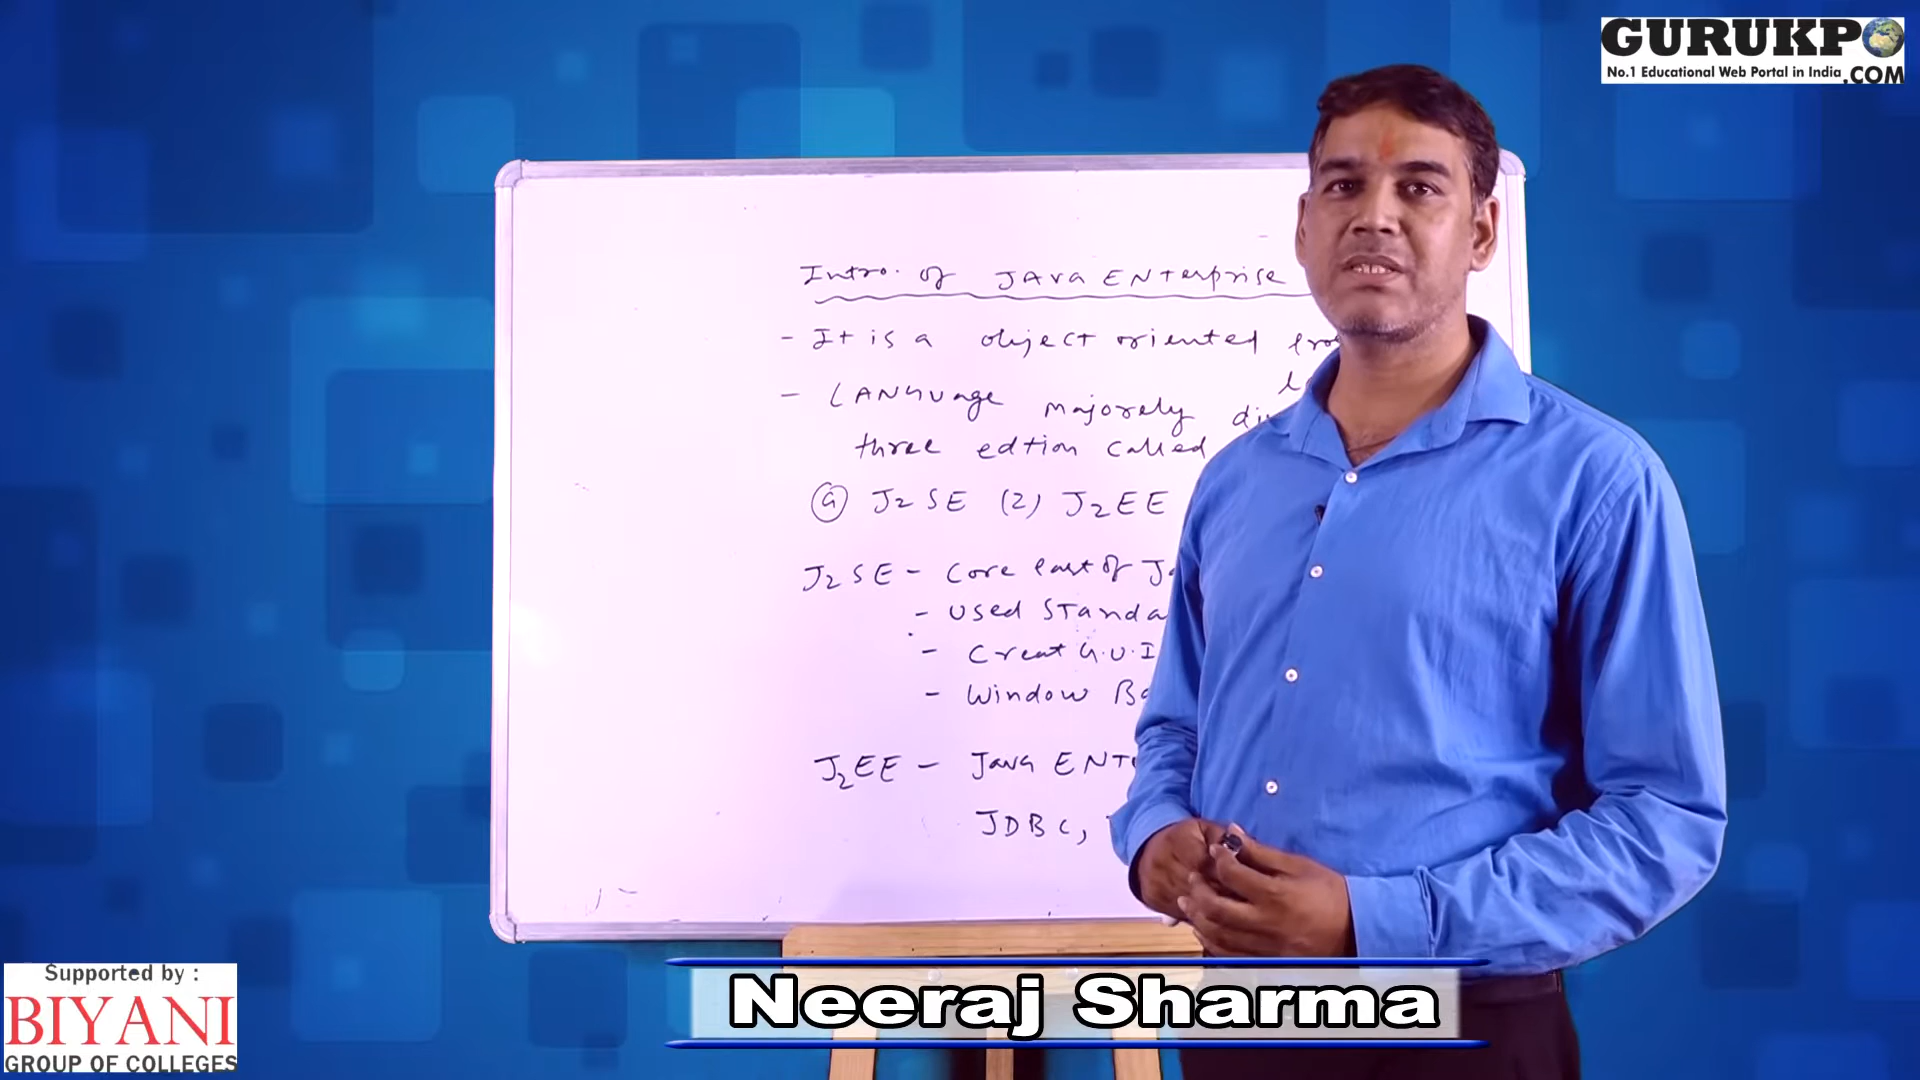 GURUKPO
No.1 Educational Web Portal in India .COM
Intro. of JAVA ENterprise
- It is a object oriented
- LANGUage majorely
three edtion called
J2SE (2) J2EE
J2SE - Core Part of
- Used
- Creat G.U.I
- Window
J2EE - Java
JDBC,
Supported by :
BIYANI
GROUP OF COLLEGES
Neeraj Sharma